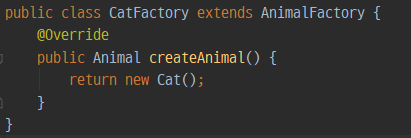 public class CatFactory extends AnimalFactory {
    @Override
    public Animal createAnimal() {
        return new Cat();
    }
}